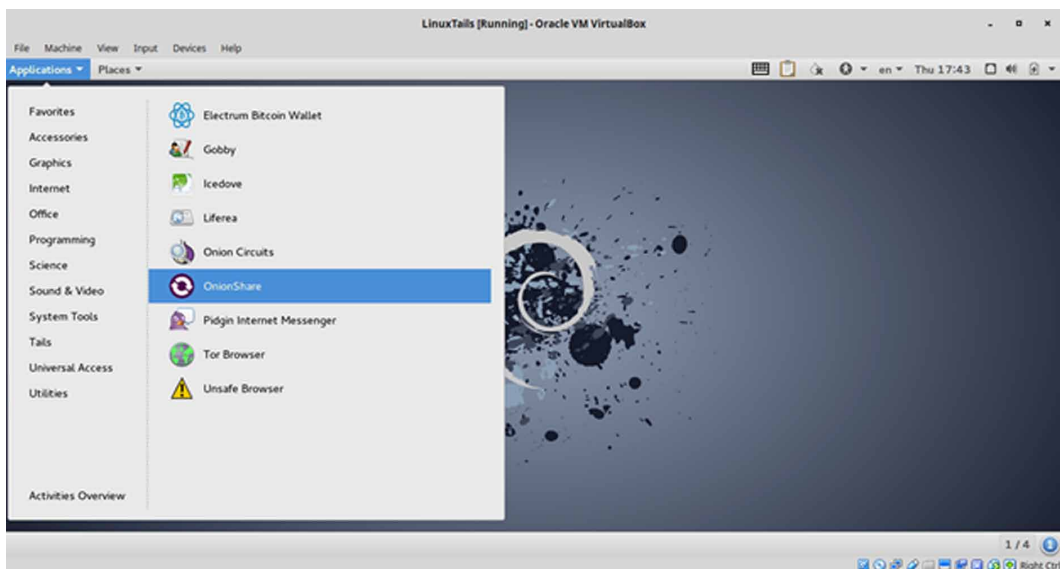 LinuxTails [Running] - Oracle VM VirtualBox
File Machine View Input Devices Help
Applications Places en Thu 17:43
Favorites
Accessories
Graphics
Internet
Office
Programming
Science
Sound & Video
System Tools
Tails
Universal Access
Utilities
Activities Overview
Electrum Bitcoin Wallet
Gobby
Icedove
Liferea
Onion Circuits
OnionShare
Pidgin Internet Messenger
Tor Browser
Unsafe Browser
1 / 4
Right Ctrl